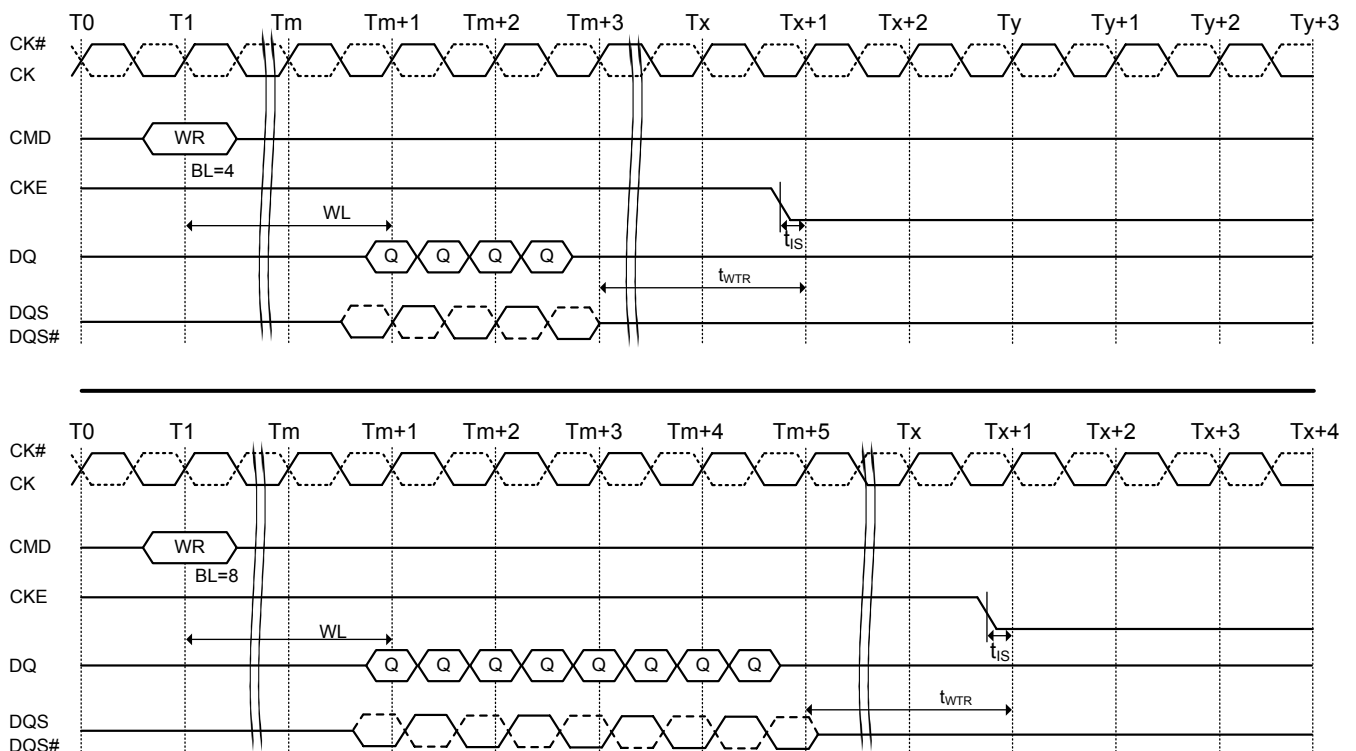 T0 T1 Tm Tm+1 Tm+2 Tm+3 Tx Tx+1 Tx+2 Ty Ty+1 Ty+2 Ty+3
CK#
CK
CMD WR
BL=4
CKE
WL
tIS
DQ Q Q Q Q
tWTR
DQS
DQS#
T0 T1 Tm Tm+1 Tm+2 Tm+3 Tm+4 Tm+5 Tx Tx+1 Tx+2 Tx+3 Tx+4
CK#
CK
CMD WR
BL=8
CKE
WL
tIS
DQ Q Q Q Q Q Q Q Q
tWTR
DQS
DQS#